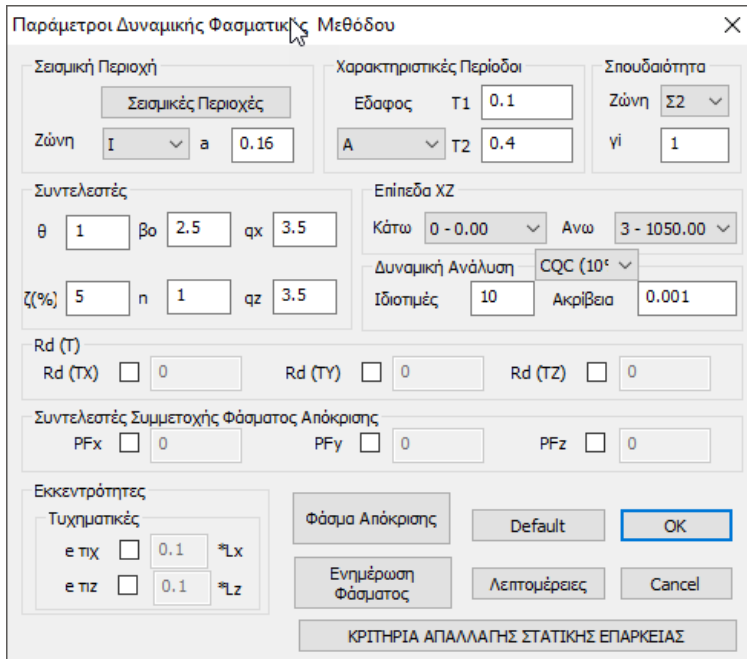 Παράμετροι Δυναμικής Φασματικής Μεθόδου
Σεισμική Περιοχή
Σεισμικές Περιοχές
Ζώνη I a 0.16
Χαρακτηριστικές Περίοδοι
Εδαφος T1 0.1
A T2 0.4
Σπουδαιότητα
Ζώνη Σ2
γi 1
Συντελεστές
θ 1 βο 2.5 qx 3.5
ζ(%) 5 n 1 qz 3.5
Επίπεδα XZ
Κάτω 0 - 0.00 Ανω 3 - 1050.00
Δυναμική Ανάλυση CQC (10
Ιδιοτιμές 10 Ακρίβεια 0.001
Rd (T)
Rd (TX) 0 Rd (TY) 0 Rd (TZ) 0
Συντελεστές Συμμετοχής Φάσματος Απόκρισης
PFx 0 PFy 0 PFz 0
Εκκεντρότητες
Τυχηματικές
e τιχ 0.1 *Lx
e τιz 0.1 *Lz
Φάσμα Απόκρισης
Default
OK
Ενημέρωση
Φάσματος
Λεπτομέρειες
Cancel
ΚΡΙΤΗΡΙΑ ΑΠΑΛΛΑΓΗΣ ΣΤΑΤΙΚΗΣ ΕΠΑΡΚΕΙΑΣ